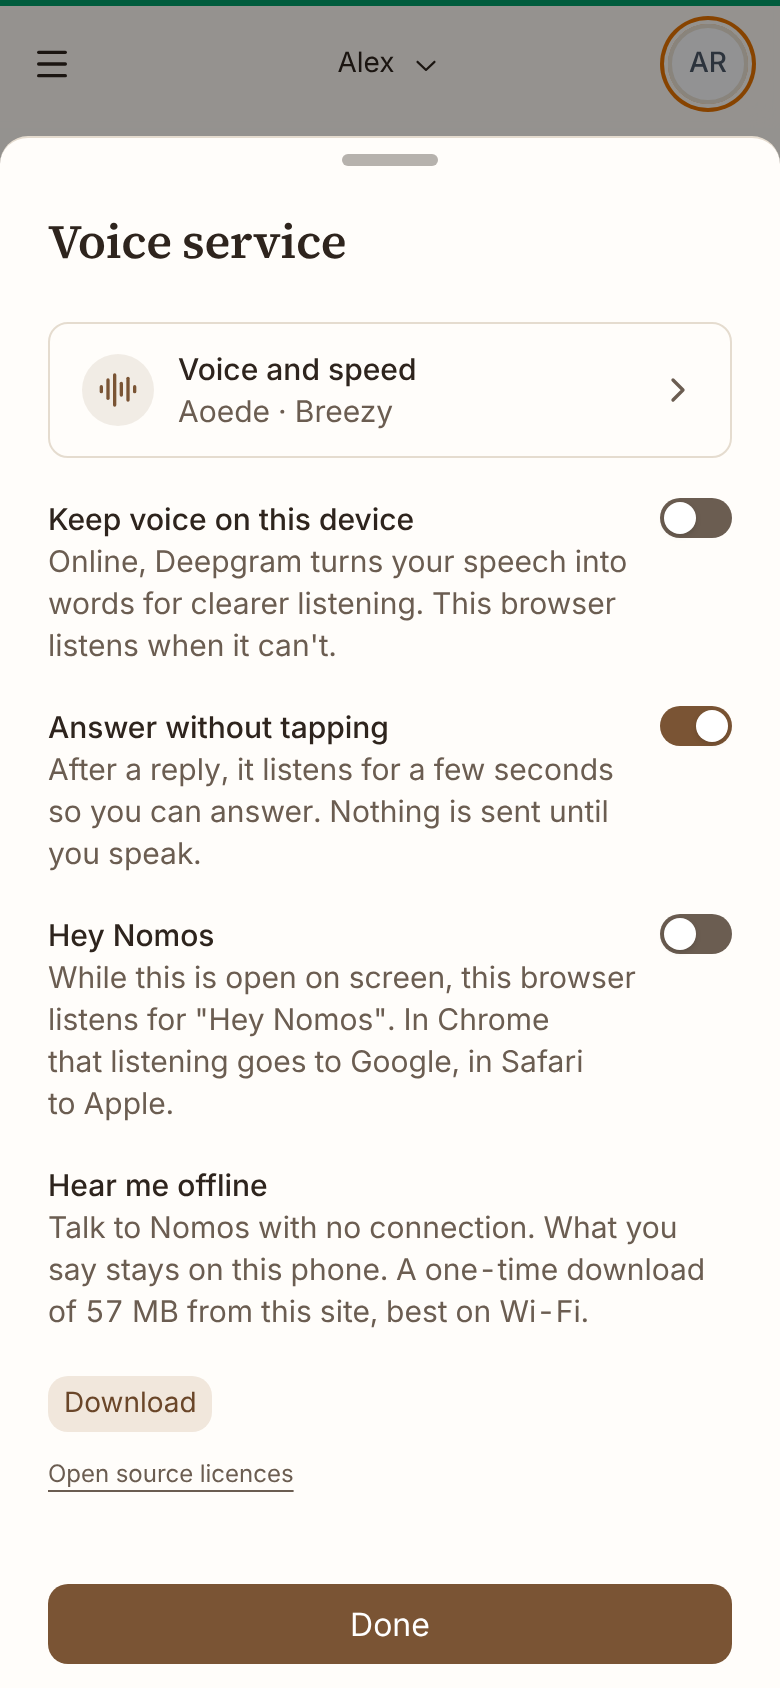 Alex
AR
Voice service
Voice and speed
Aoede · Breezy
Keep voice on this device
Online, Deepgram turns your speech into
words for clearer listening. This browser
listens when it can't.
Answer without tapping
After a reply, it listens for a few seconds
so you can answer. Nothing is sent until
you speak.
Hey Nomos
While this is open on screen, this browser
listens for "Hey Nomos". In Chrome
that listening goes to Google, in Safari
to Apple.
Hear me offline
Talk to Nomos with no connection. What you
say stays on this phone. A one-time download
of 57 MB from this site, best on Wi-Fi.
Download
Open source licences
Done